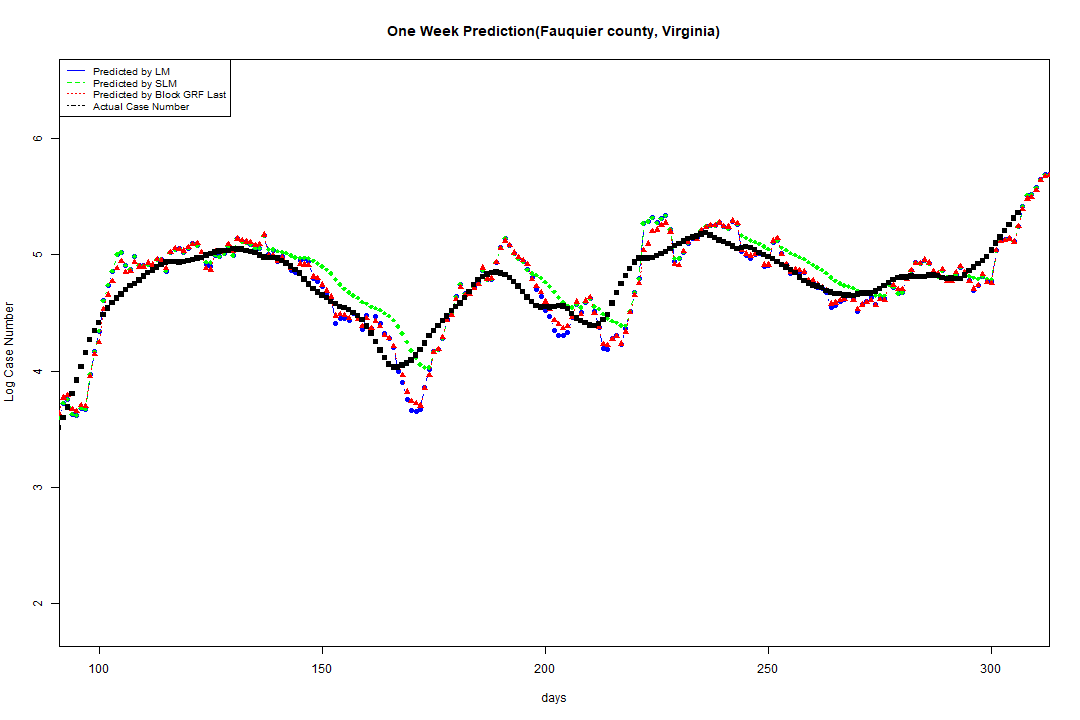 One Week Prediction(Fauquier county, Virginia)
Predicted by LM
Predicted by SLM
Predicted by Block GRF Last
Actual Case Number
6
5
4
3
2
Log Case Number
100 150 200 250 300
days